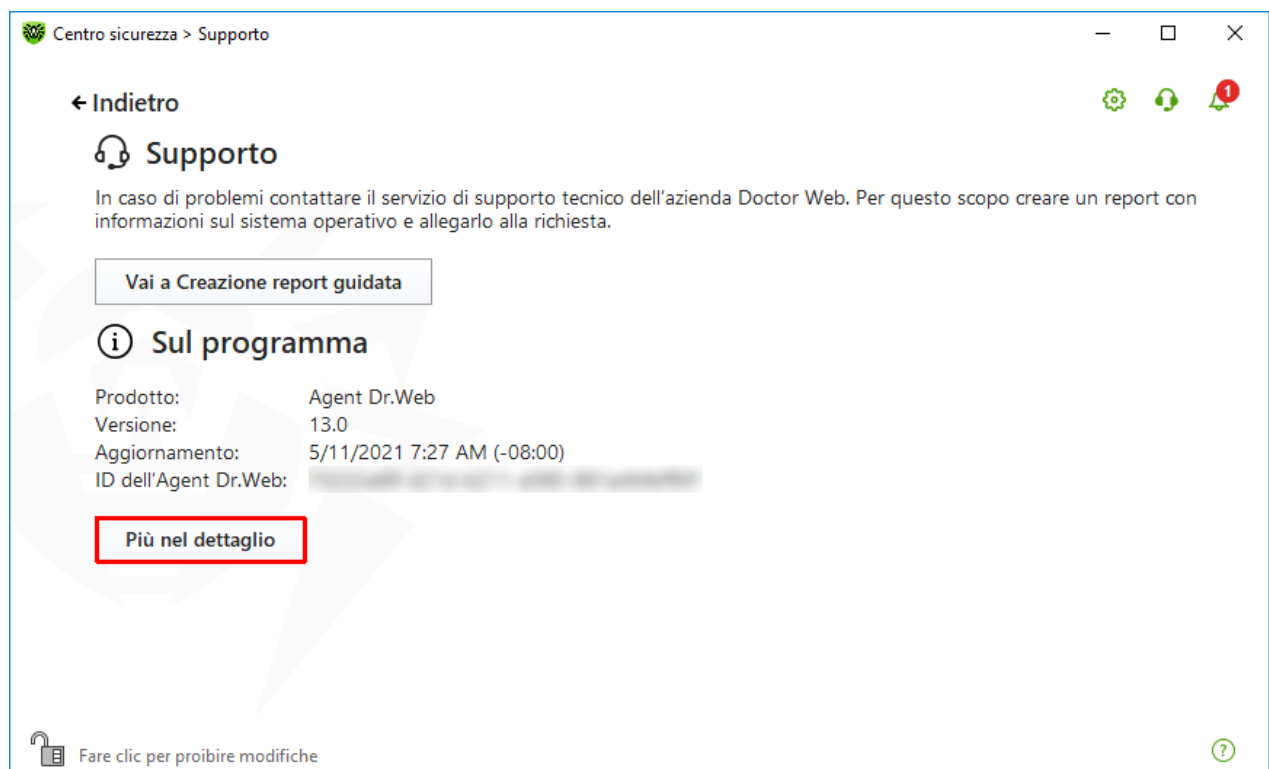 Centro sicurezza > Supporto
Indietro
1
Supporto
In caso di problemi contattare il servizio di supporto tecnico dell'azienda Doctor Web. Per questo scopo creare un report con
informazioni sul sistema operativo e allegarlo alla richiesta.
Vai a Creazione report guidata
Sul programma
Prodotto: Agent Dr.Web
Versione: 13.0
Aggiornamento: 5/11/2021 7:27 AM (-08:00)
ID dell'Agent Dr.Web:
Più nel dettaglio
Fare clic per proibire modifiche